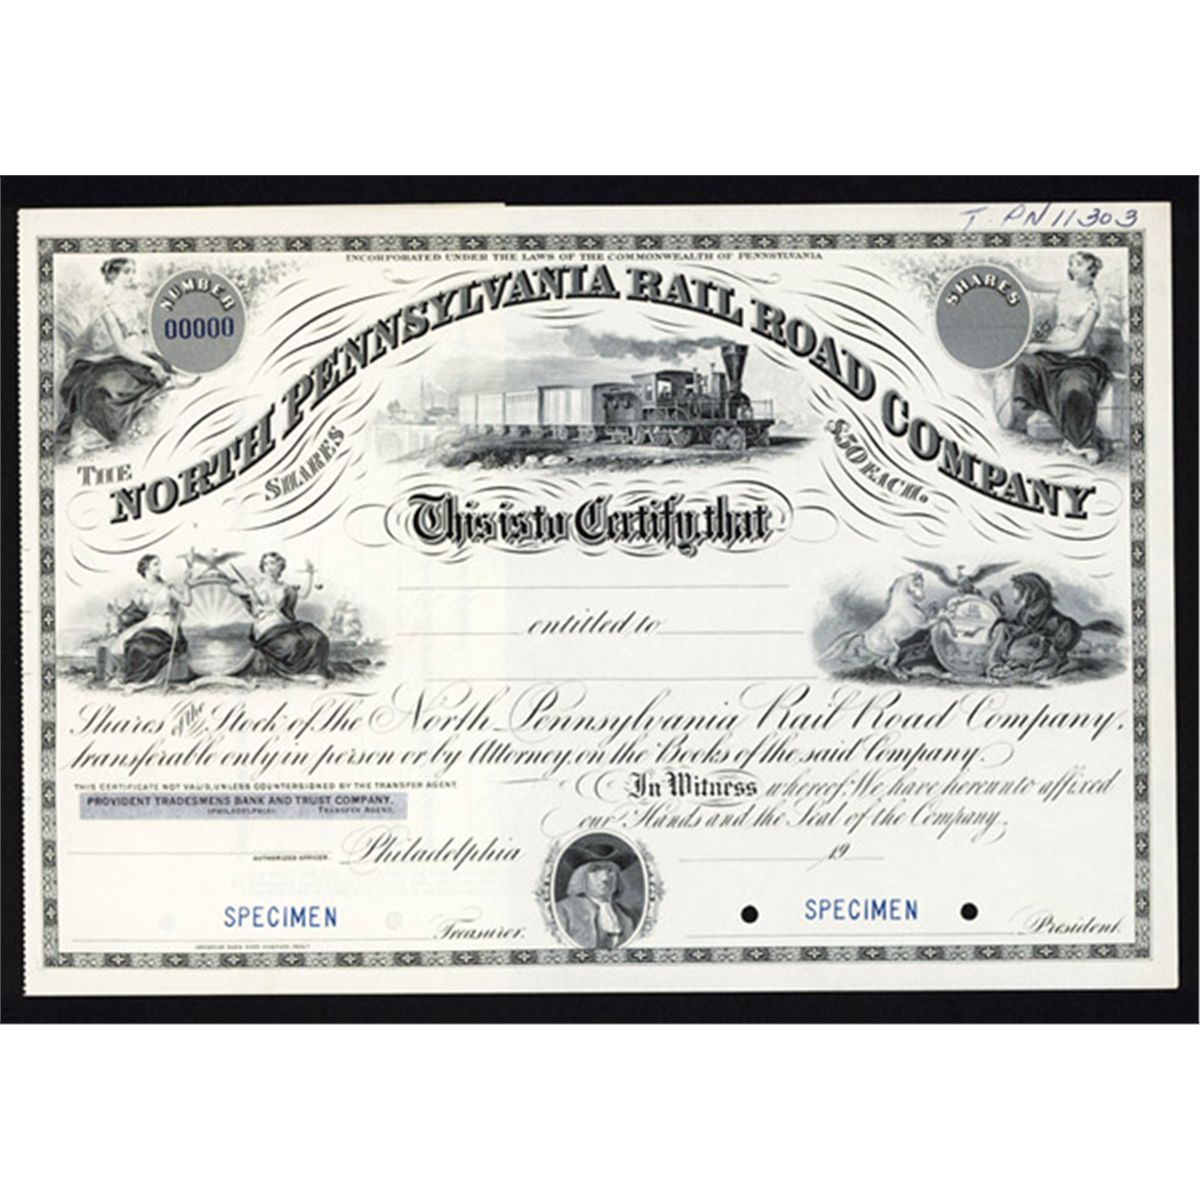 T. PN 11303
INCORPORATED UNDER THE LAWS OF THE COMMONWEALTH OF PENNSYLVANIA
NUMBER
00000
SHARES
THE
NORTH PENNSYLVANIA RAIL ROAD COMPANY
SHARES
$50 EACH.
This is to Certify, that
entitled to
Shares of the Stock of The North Pennsylvania Rail Road Company,
transferable only in person or by Attorney, on the Books of the said Company.
THIS CERTIFICATE NOT VALID, UNLESS COUNTERSIGNED BY THE TRANSFER AGENT.
PROVIDENT TRADESMENS BANK AND TRUST COMPANY,
(PHILADELPHIA) TRANSFER AGENT.
In Witness whereof: We have hereunto affixed
our Hands and the Seal of the Company,
AUTHORIZED OFFICER.
Philadelphia 19
SPECIMEN
Treasurer.
SPECIMEN
President.
AMERICAN BANK NOTE COMPANY